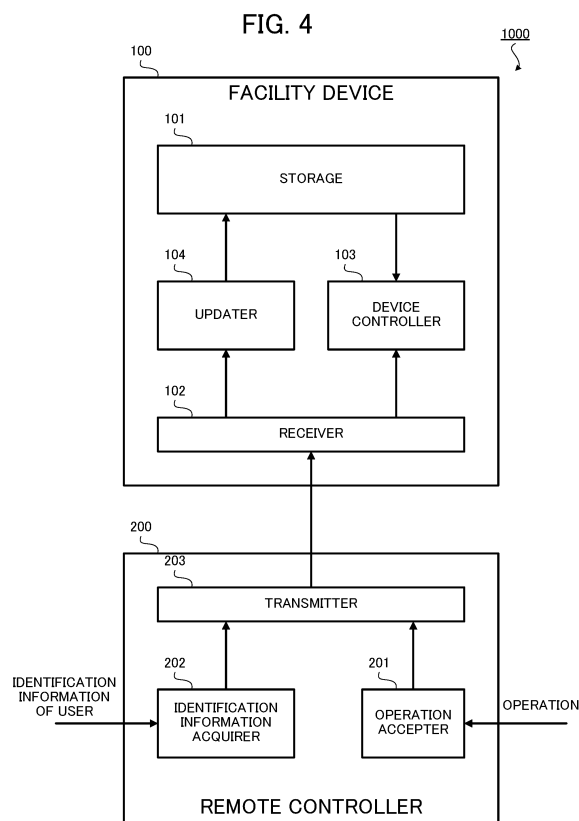 FIG. 4
1000
100
FACILITY DEVICE
101
STORAGE
104
UPDATER
103
DEVICE
CONTROLLER
102
RECEIVER
200
203
TRANSMITTER
IDENTIFICATION
INFORMATION
OF USER
202
IDENTIFICATION
INFORMATION
ACQUIRER
201
OPERATION
ACCEPTER
OPERATION
REMOTE CONTROLLER